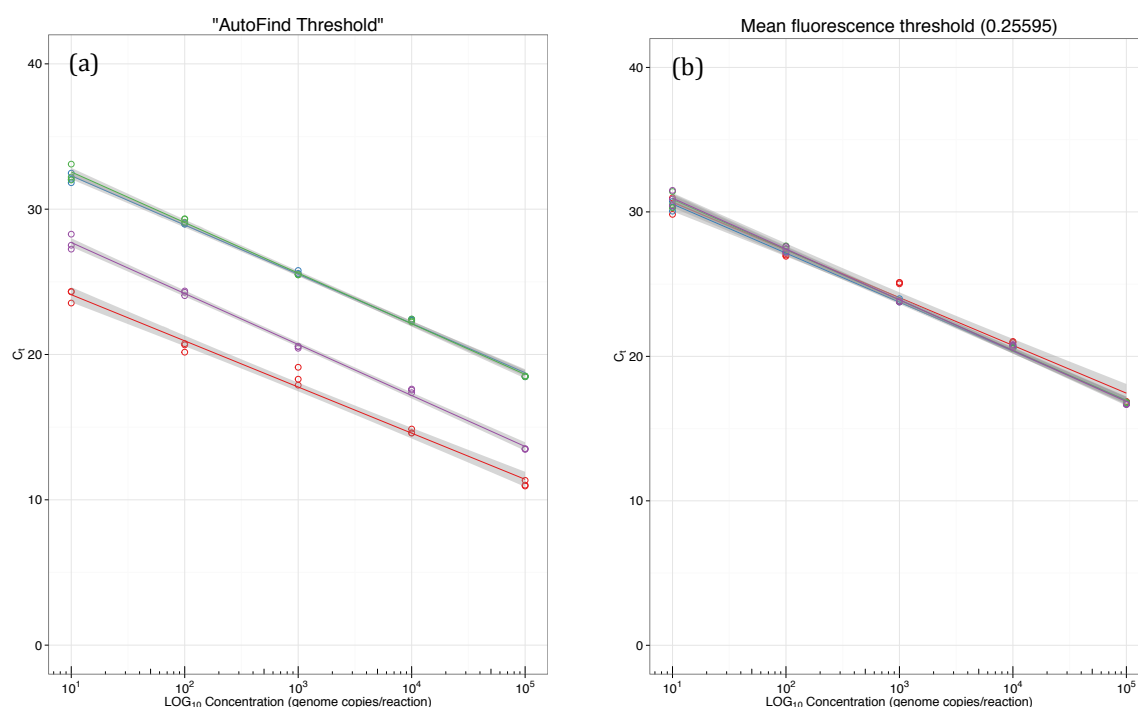 "AutoFind Threshold"
(a)
40
30
20
10
0
Cₜ
10¹
10²
10³
10⁴
10⁵
LOG₁₀ Concentration (genome copies/reaction)
Mean fluorescence threshold (0.25595)
(b)
40
30
20
10
0
Cₜ
10¹
10²
10³
10⁴
10⁵
LOG₁₀ Concentration (genome copies/reaction)